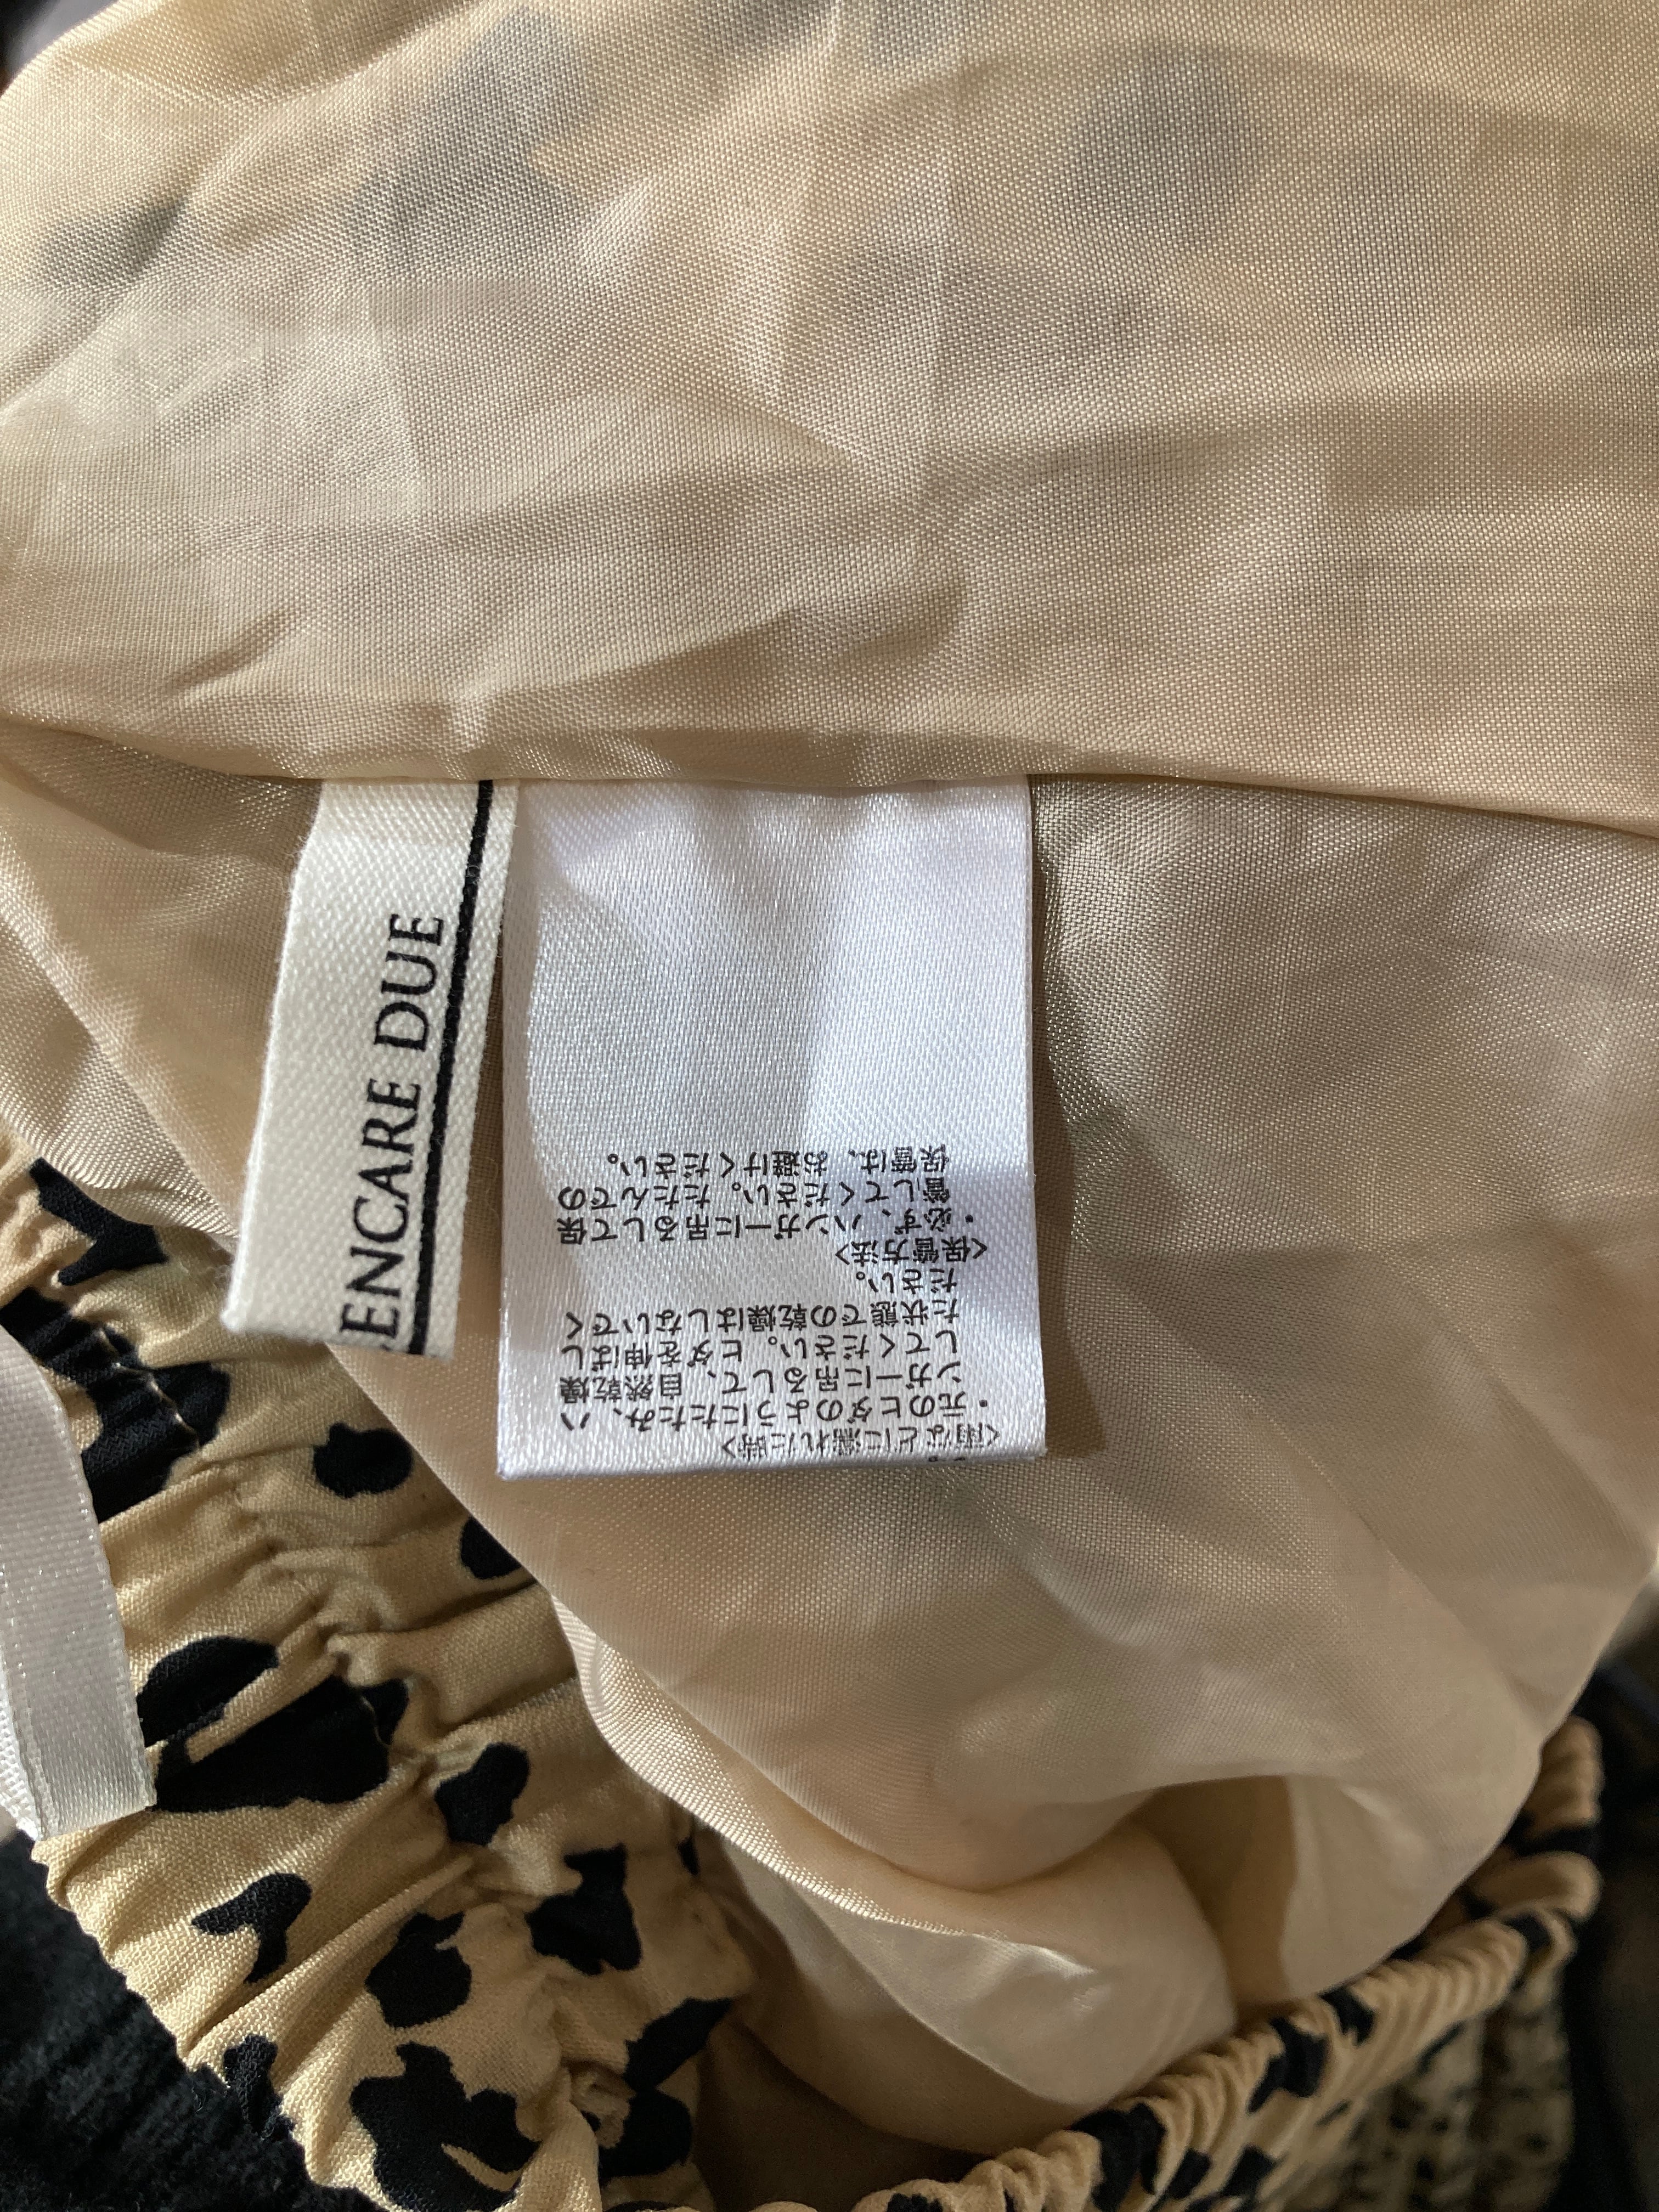 ENCARE DUE
<雨などに濡れた時>
・元のヒダのようにたたみ、ハ
ンガーに吊るして、自然乾燥
してください。ヒダを伸ばし
た状態での乾燥はしないでく
ださい。
<保管方法>
・必ず、ハンガーに吊るして保
管してください。たたんでの
保管は、お避けください。